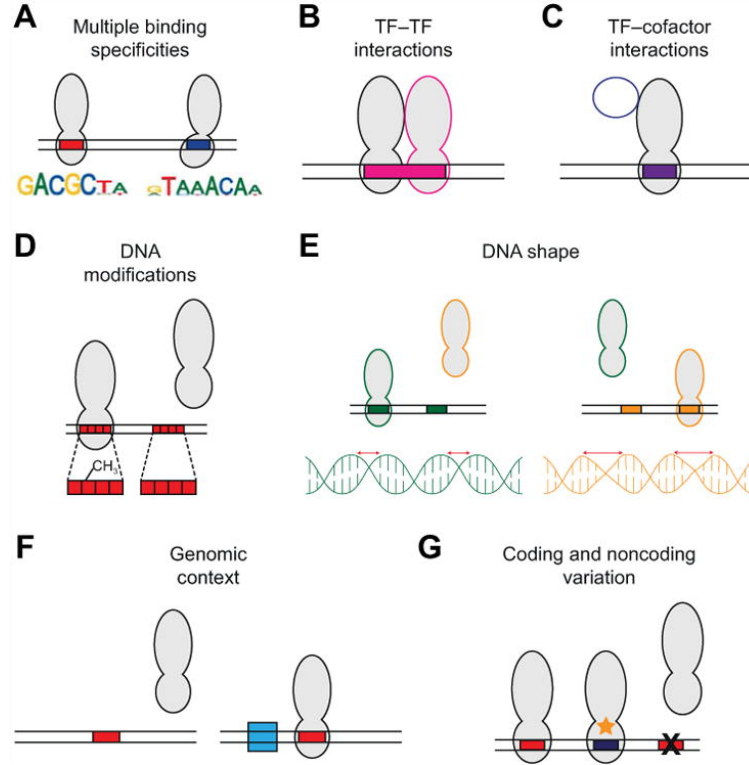 A
Multiple binding
specificities
GACGCTA
GTAAACAA
B
TF–TF
interactions
C
TF–cofactor
interactions
D
DNA
modifications
CH3
E
DNA shape
F
Genomic
context
G
Coding and noncoding
variation
X